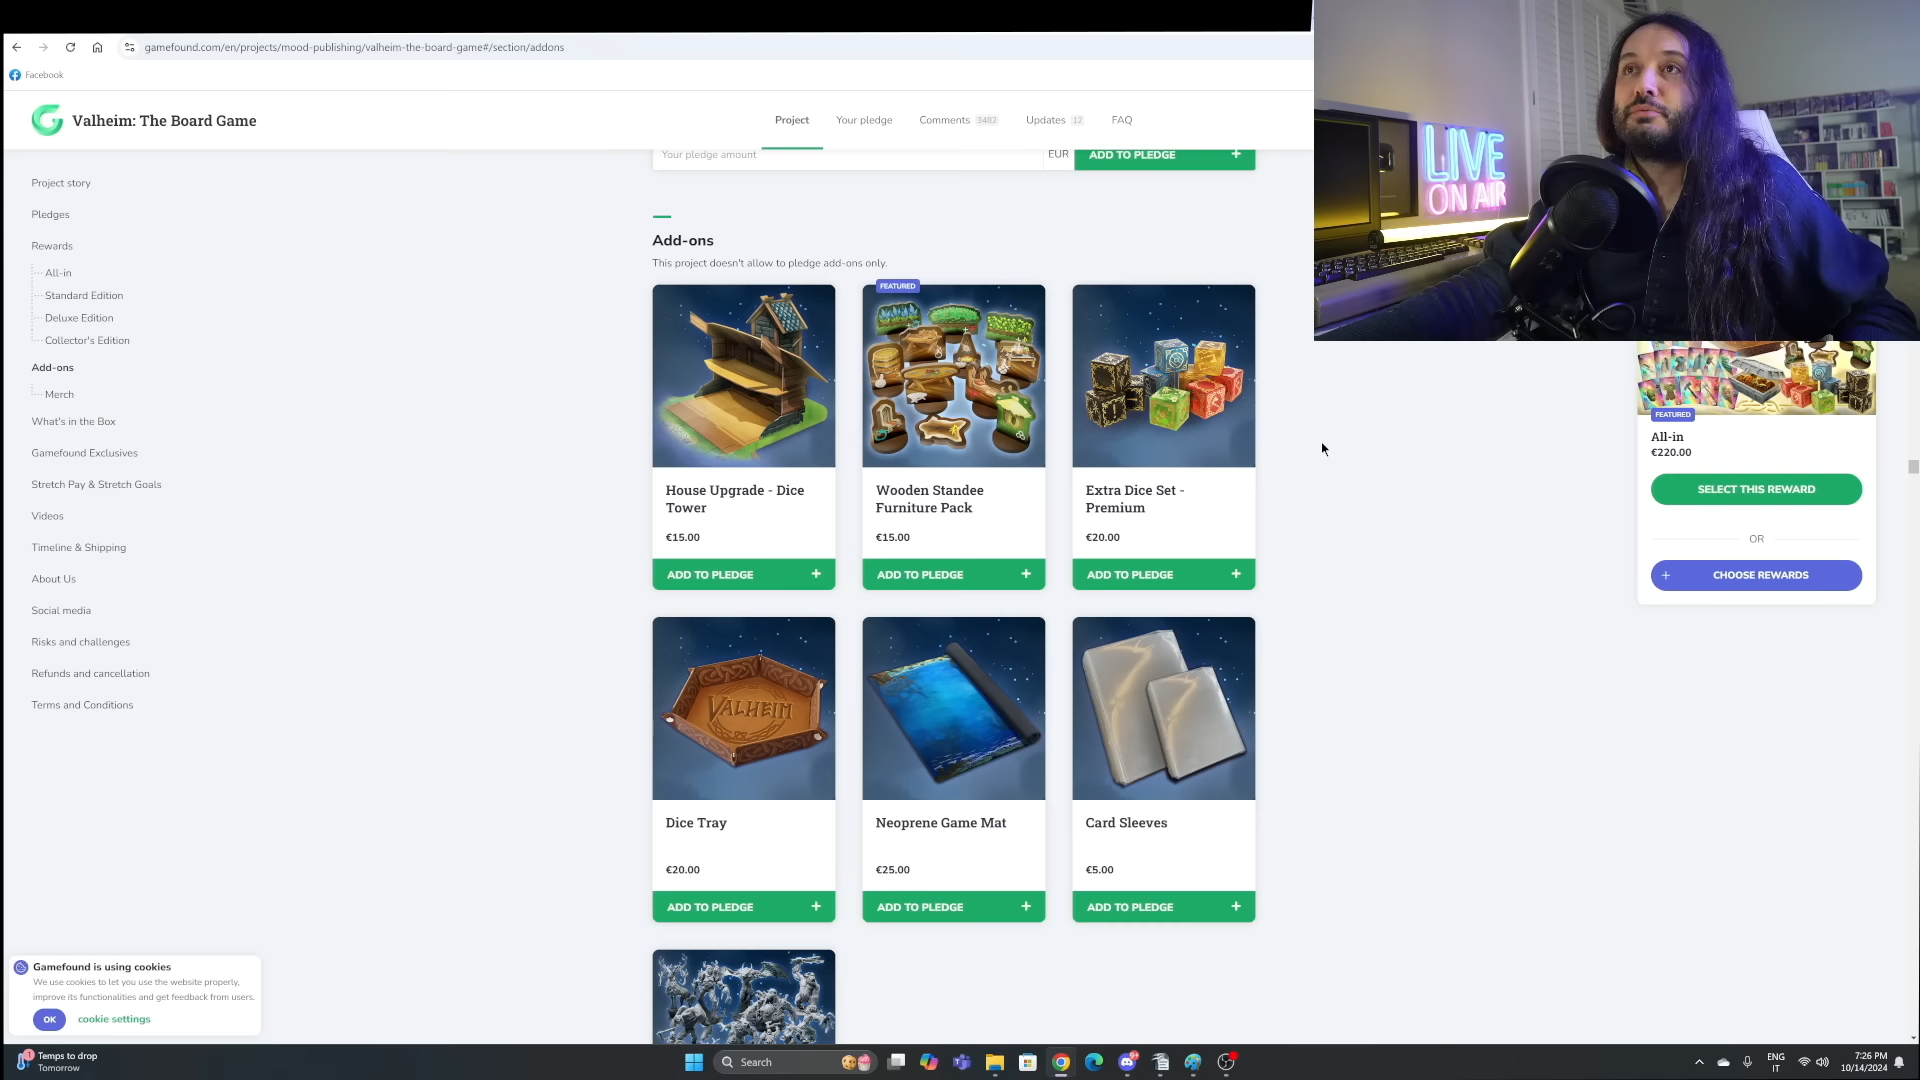 gamefound.com/en/projects/mood-publishing/valheim-the-board-game#/section/addons
Facebook
Valheim: The Board Game
Project
Your pledge
Comments 3482
Updates 12
FAQ
Project story
Pledges
Rewards
All-in
Standard Edition
Deluxe Edition
Collector's Edition
Add-ons
Merch
What's in the Box
Gamefound Exclusives
Stretch Pay & Stretch Goals
Videos
Timeline & Shipping
About Us
Social media
Risks and challenges
Refunds and cancellation
Terms and Conditions
Your pledge amount
EUR
ADD TO PLEDGE +
Add-ons
This project doesn't allow to pledge add-ons only.
House Upgrade - Dice
Tower
€15.00
ADD TO PLEDGE +
FEATURED
Wooden Standee
Furniture Pack
€15.00
ADD TO PLEDGE +
Extra Dice Set -
Premium
€20.00
ADD TO PLEDGE +
VALHEIM
Dice Tray
€20.00
ADD TO PLEDGE +
Neoprene Game Mat
€25.00
ADD TO PLEDGE +
Card Sleeves
€5.00
ADD TO PLEDGE +
LIVE
ON AIR
FEATURED
All-in
€220.00
SELECT THIS REWARD
OR
+ CHOOSE REWARDS
Gamefound is using cookies
We use cookies to let you use the website properly,
improve its functionalities and get feedback from users.
OK
cookie settings
1
Temps to drop
Tomorrow
Search
ENG
IT
7:26 PM
10/14/2024